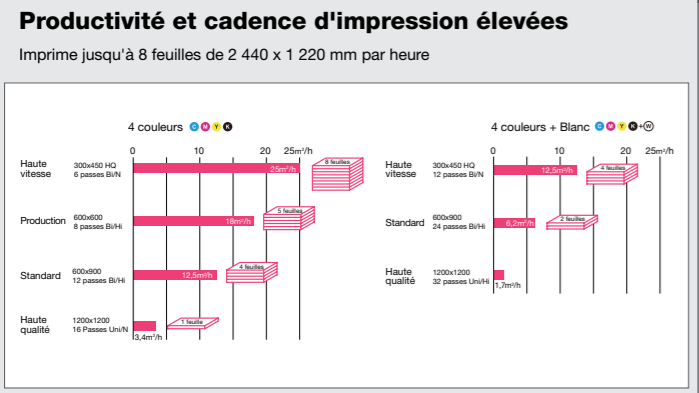 Productivité et cadence d'impression élevées
Imprime jusqu'à 8 feuilles de 2 440 x 1 220 mm par heure
4 couleurs C M Y K
0 10 20 25m²/h
Haute vitesse
300x450 HQ
6 passes Bi/N
25m²/h
8 feuilles
Production
600x600
8 passes Bi/Hi
18m²/h
5 feuilles
Standard
600x900
12 passes Bi/Hi
12,5m²/h
4 feuilles
Haute qualité
1200x1200
16 Passes Uni/N
3,4m²/h
1 feuille
4 couleurs + Blanc C M Y K + W
0 10 20 25m²/h
Haute vitesse
300x450 HQ
12 passes Bi/N
12,5m²/h
4 feuilles
Standard
600x900
24 passes Bi/Hi
6,2m²/h
2 feuilles
Haute qualité
1200x1200
32 passes Uni/Hi
1,7m²/h